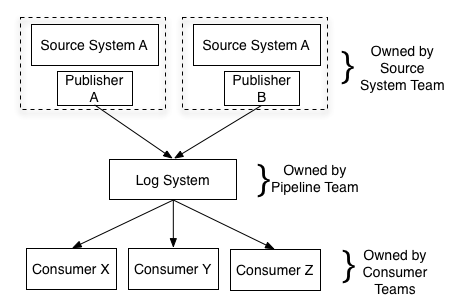 Source System A
Source System A
Publisher
A
Publisher
B
Owned by
Source
System Team
Log System
Owned by
Pipeline Team
Consumer X
Consumer Y
Consumer Z
Owned by
Consumer
Teams